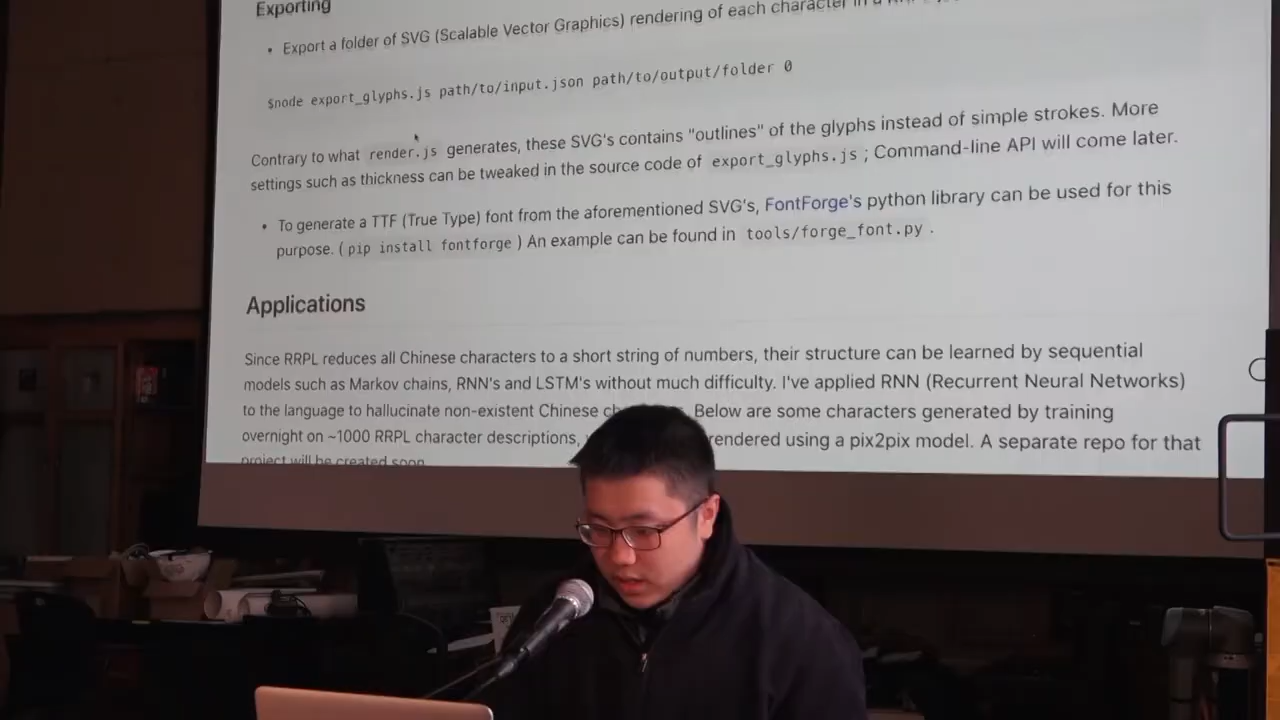 Exporting
• Export a folder of SVG (Scalable Vector Graphics) rendering of each character in a
$node export_glyphs.js path/to/input.json path/to/output/folder 0
Contrary to what render.js generates, these SVG's contains "outlines" of the glyphs instead of simple strokes. More
settings such as thickness can be tweaked in the source code of export_glyphs.js ; Command-line API will come later.
• To generate a TTF (True Type) font from the aforementioned SVG's, FontForge's python library can be used for this
purpose. ( pip install fontforge ) An example can be found in tools/forge_font.py .
Applications
Since RRPL reduces all Chinese characters to a short string of numbers, their structure can be learned by sequential
models such as Markov chains, RNN's and LSTM's without much difficulty. I've applied RNN (Recurrent Neural Networks)
to the language to hallucinate non-existent Chinese Below are some characters generated by training
overnight on ~1000 RRPL character descriptions, rendered using a pix2pix model. A separate repo for that
project will be created soon